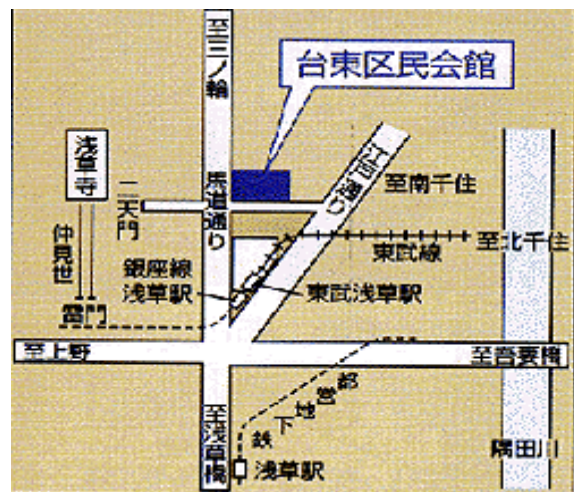 至三ノ輪
台東区民会館
浅草寺
二天門
馬道通り
江戸通り
至南千住
仲見世
東武線
至北千住
銀座線
浅草駅
東武浅草駅
雷門
至上野
至吾妻橋
都営地下鉄
至浅草橋
浅草駅
隅田川